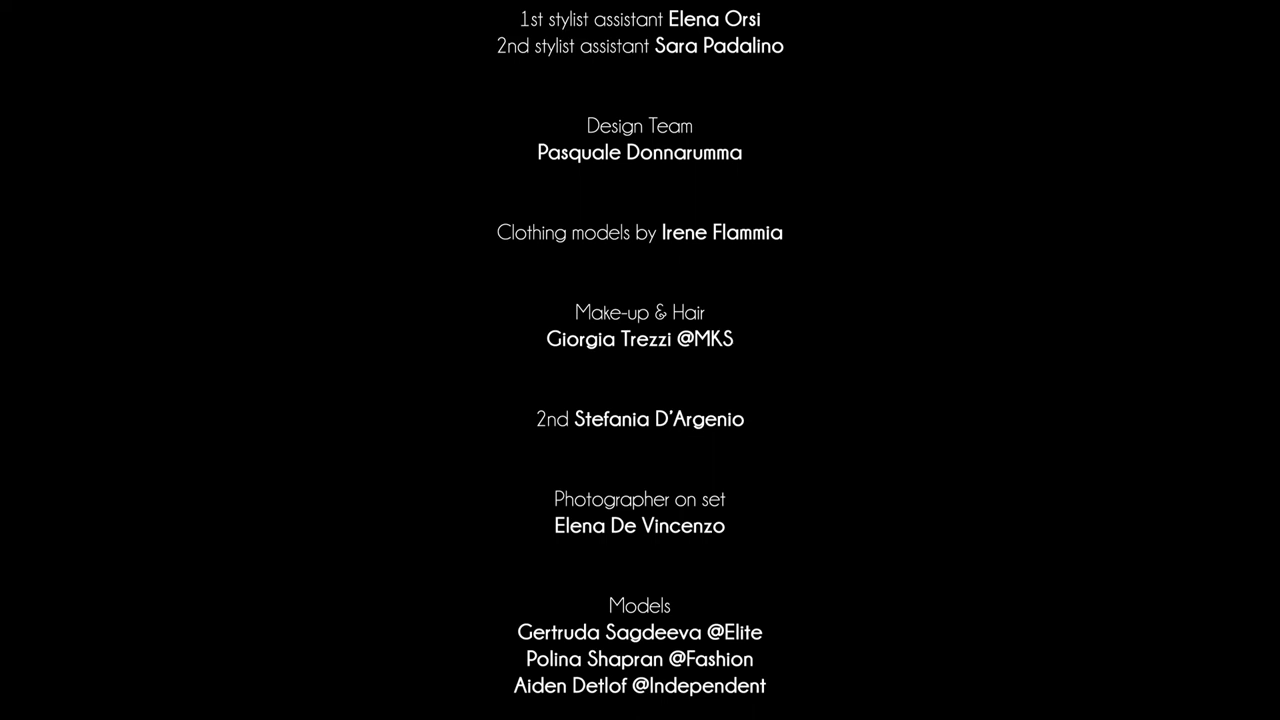 1st stylist assistant Elena Orsi
2nd stylist assistant Sara Padalino
Design Team
Pasquale Donnarumma
Clothing models by Irene Flammia
Make-up & Hair
Giorgia Trezzi @MKS
2nd Stefania D'Argenio
Photographer on set
Elena De Vincenzo
Models
Gertruda Sagdeeva @Elite
Polina Shapran @Fashion
Aiden Detlof @Independent